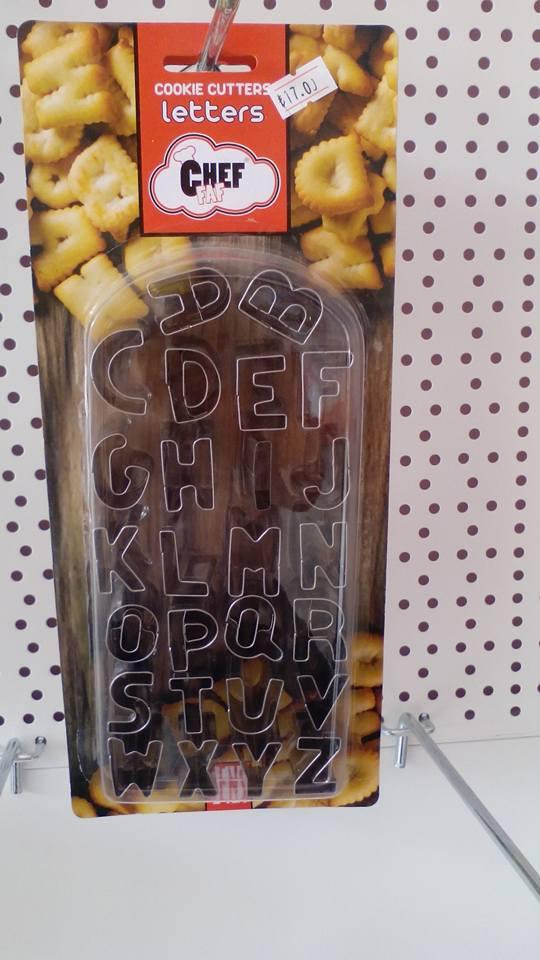 COOKIE CUTTERS
letters
₺17.00
CHEF
FAF
A B
C D E F
G H I J
K L M N
O P Q R
S T U V
W X Y Z